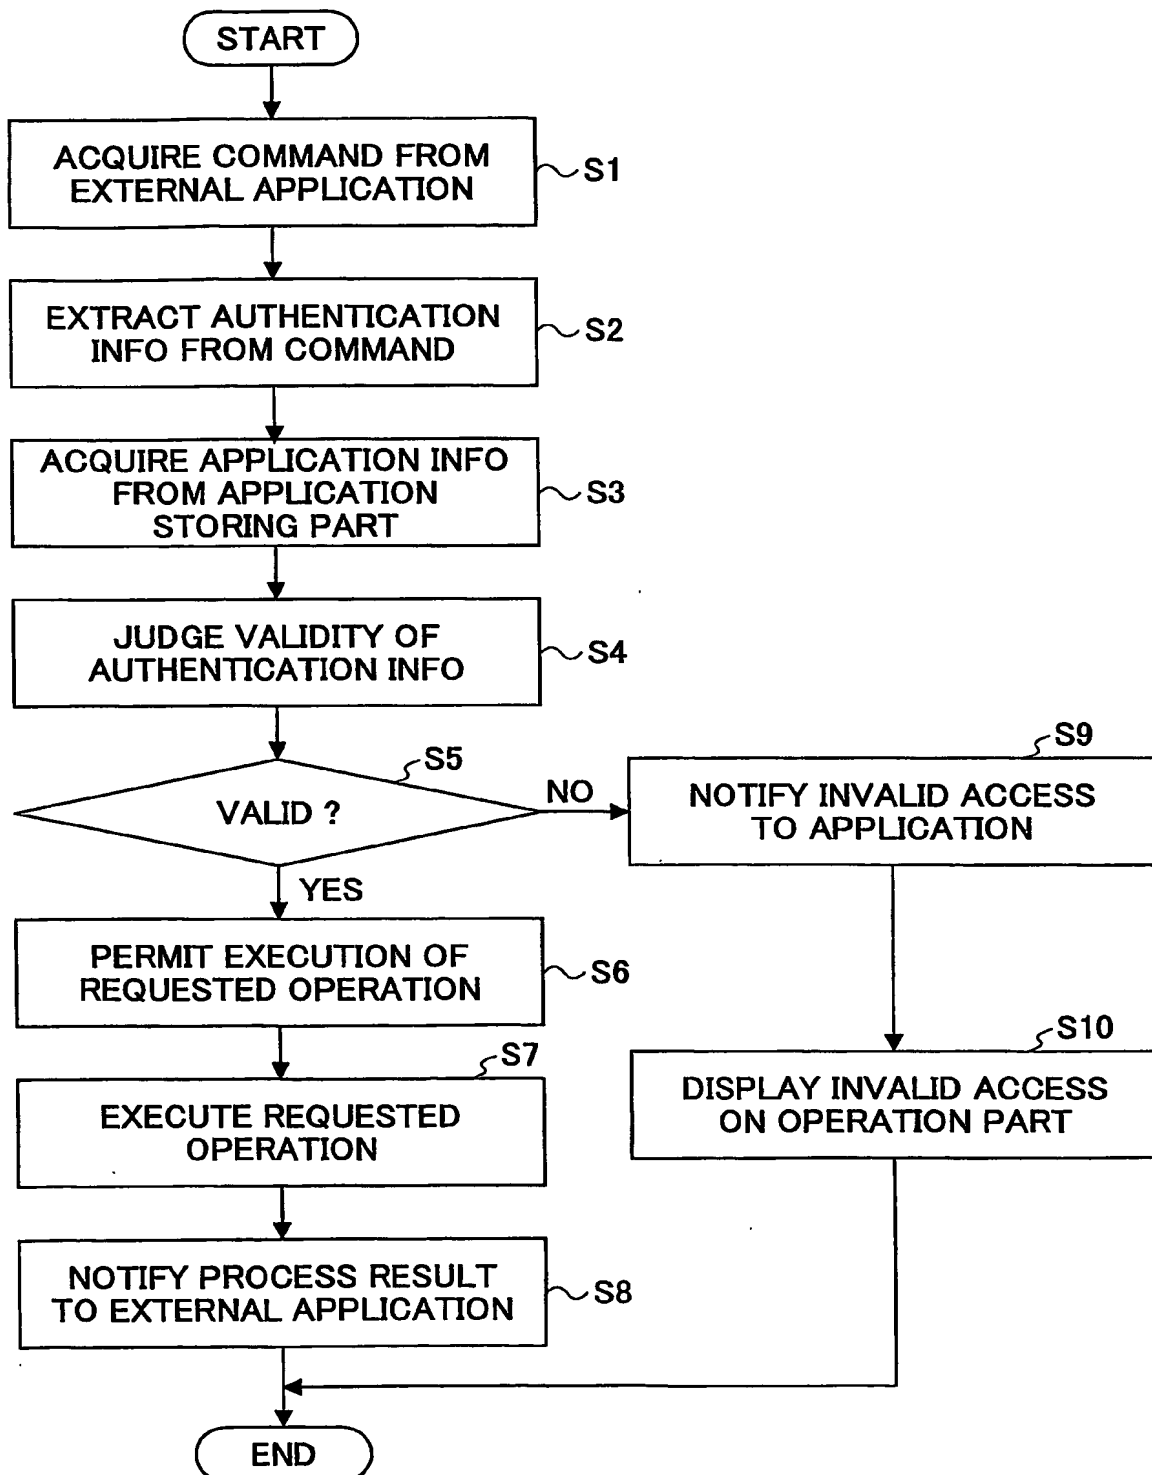 START
ACQUIRE COMMAND FROM
EXTERNAL APPLICATION
S1
EXTRACT AUTHENTICATION
INFO FROM COMMAND
S2
ACQUIRE APPLICATION INFO
FROM APPLICATION
STORING PART
S3
JUDGE VALIDITY OF
AUTHENTICATION INFO
S4
S5
VALID ?
NO
YES
S9
NOTIFY INVALID ACCESS
TO APPLICATION
PERMIT EXECUTION OF
REQUESTED OPERATION
S6
S10
DISPLAY INVALID ACCESS
ON OPERATION PART
S7
EXECUTE REQUESTED
OPERATION
NOTIFY PROCESS RESULT
TO EXTERNAL APPLICATION
S8
END